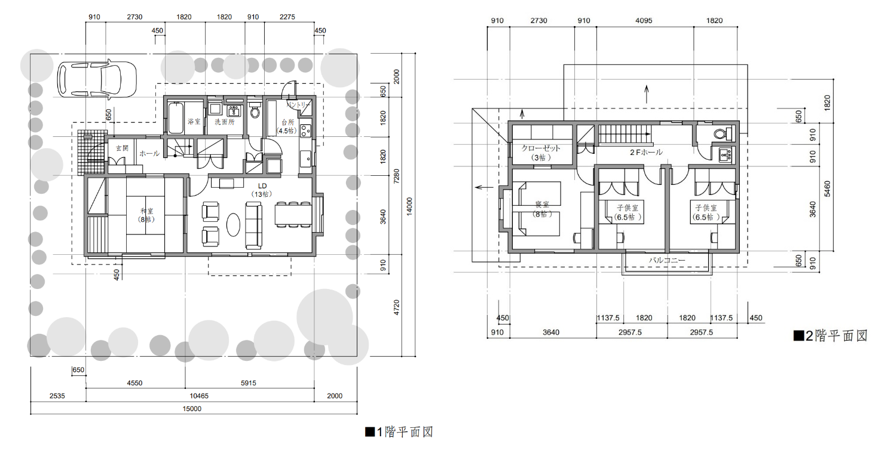 910 2730 1820 1820 910 2275
450 450
2000
650
1820
1820
7280
3640
14000
910
4720
650
浴室
洗面所
台所
(4.5帖)
パントリー
玄関
ホール
LD
(13帖)
和室
(8帖)
450
650
4550 5915
2535 10465 2000
15000
■1階平面図
2730 4095
910 910 1820
650
1820
910
910
5460
3640
650
910
クローゼット
(3帖)
2Fホール
寝室
(8帖)
子供室
(6.5帖)
子供室
(6.5帖)
バルコニー
450 1137.5 1820 1820 1137.5 450
910 3640 2957.5 2957.5
■2階平面図